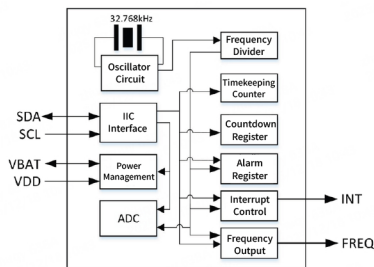 32.768kHz
Oscillator
Circuit
Frequency
Divider
Timekeeping
Counter
SDA
SCL
IIC
Interface
Countdown
Register
VBAT
VDD
Power
Management
Alarm
Register
ADC
Interrupt
Control
INT
Frequency
Output
FREQ